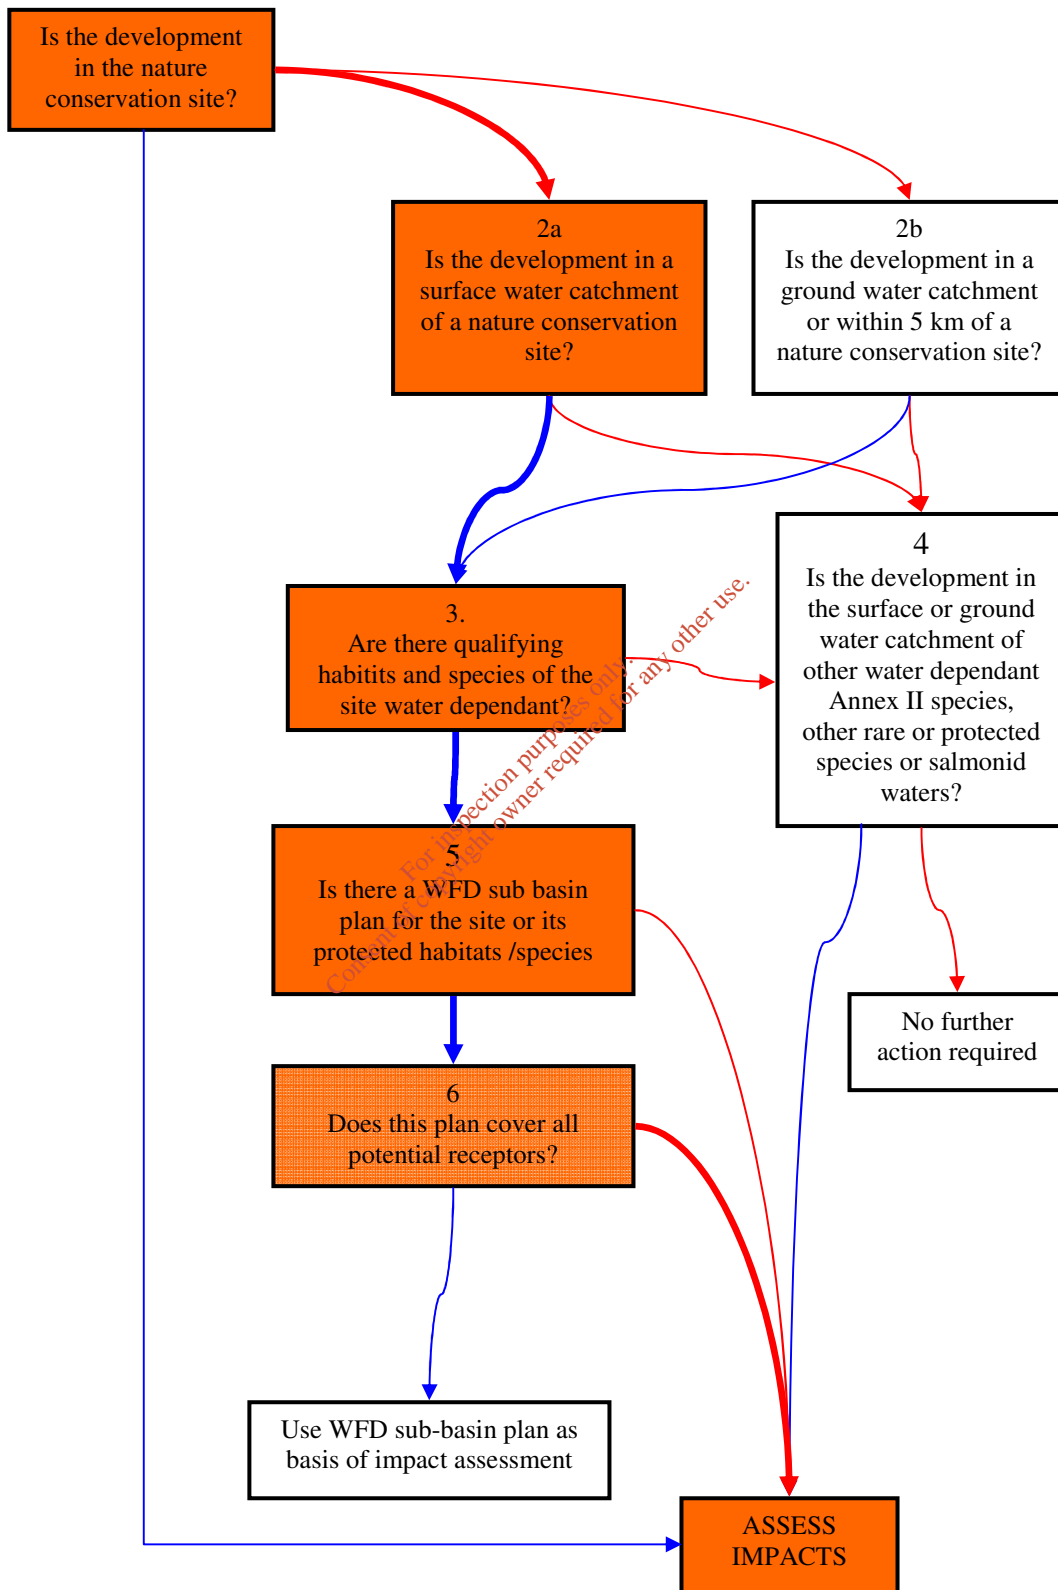 Is the development
in the nature
conservation site?
2a
Is the development in a
surface water catchment
of a nature conservation
site?
2b
Is the development in a
ground water catchment
or within 5 km of a
nature conservation site?
3.
Are there qualifying
habitits and species of the
site water dependant?
4
Is the development in
the surface or ground
water catchment of
other water dependant
Annex II species,
other rare or protected
species or salmonid
waters?
5
Is there a WFD sub basin
plan for the site or its
protected habitats /species
For inspection purposes only.
Consent of copyright owner required for any other use.
No further
action required
6
Does this plan cover all
potential receptors?
Use WFD sub-basin plan as
basis of impact assessment
ASSESS
IMPACTS